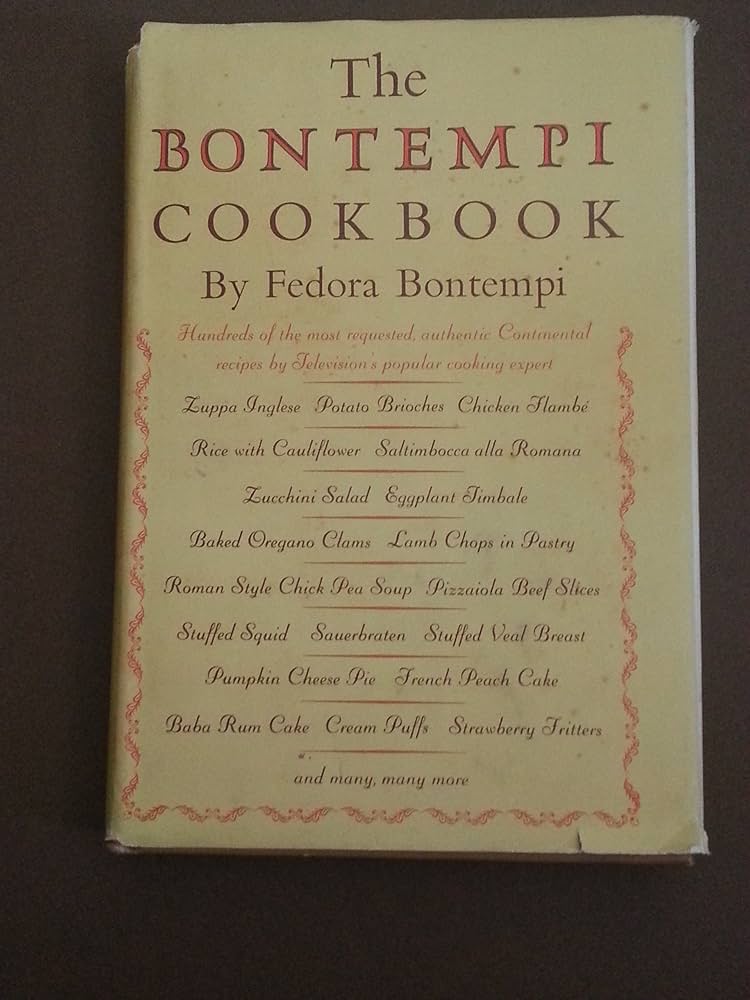 The
BONTEMPI
COOKBOOK
By Fedora Bontempi
Hundreds of the most requested, authentic Continental
recipes by Television's popular cooking expert
Zuppa Inglese Potato Brioches Chicken Flambé
Rice with Cauliflower Saltimbocca alla Romana
Zucchini Salad Eggplant Timbale
Baked Oregano Clams Lamb Chops in Pastry
Roman Style Chick Pea Soup Pizzaiola Beef Slices
Stuffed Squid Sauerbraten Stuffed Veal Breast
Pumpkin Cheese Pie French Peach Cake
Baba Rum Cake Cream Puffs Strawberry Fritters
and many, many more